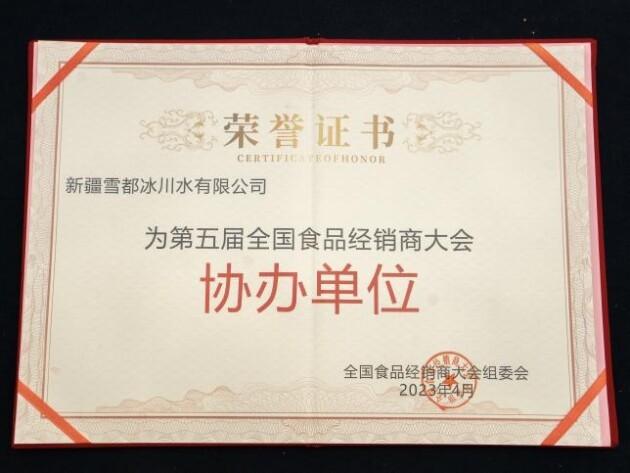 荣誉证书
CERTIFICATEOFHONOR
新疆雪都冰川水有限公司
为第五届全国食品经销商大会
协办单位
全国食品经销商大会组委会
2023年4月